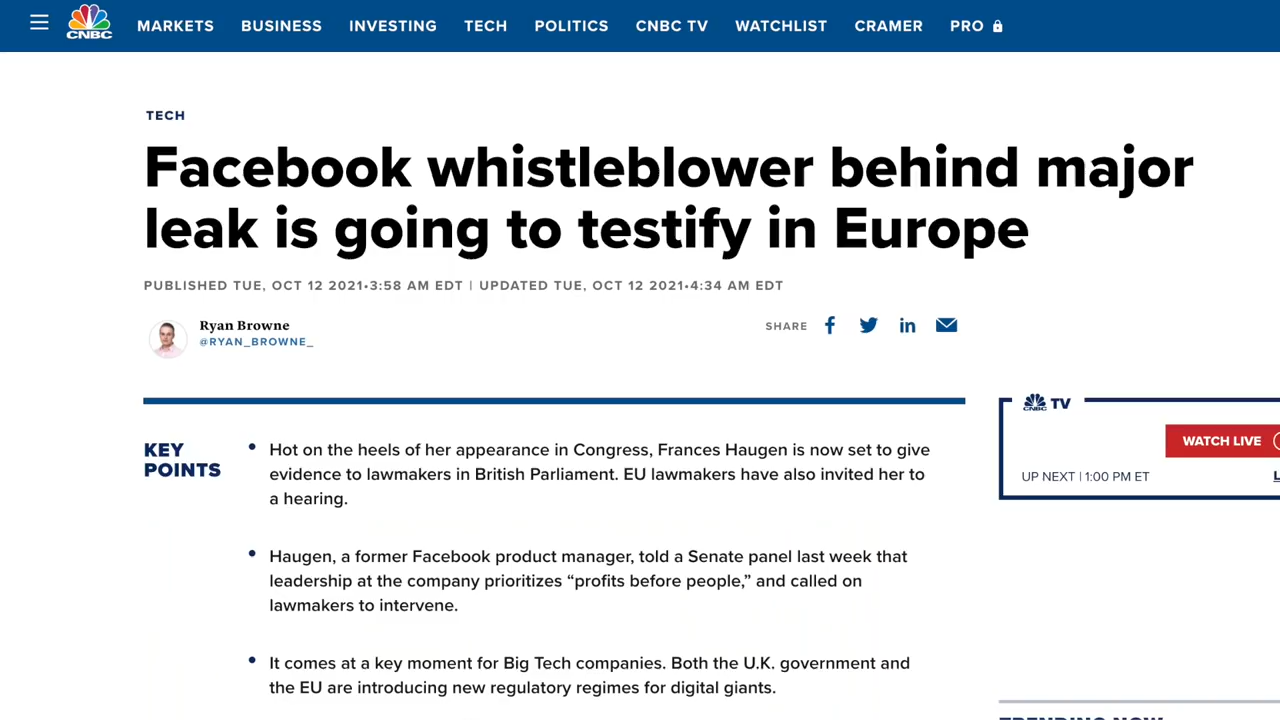 CNBC
MARKETS
BUSINESS
INVESTING
TECH
POLITICS
CNBC TV
WATCHLIST
CRAMER
PRO
TECH
Facebook whistleblower behind major
leak is going to testify in Europe
PUBLISHED TUE, OCT 12 2021•3:58 AM EDT | UPDATED TUE, OCT 12 2021•4:34 AM EDT
Ryan Browne
@RYAN_BROWNE_
SHARE
KEY
POINTS
• Hot on the heels of her appearance in Congress, Frances Haugen is now set to give
evidence to lawmakers in British Parliament. EU lawmakers have also invited her to
a hearing.
• Haugen, a former Facebook product manager, told a Senate panel last week that
leadership at the company prioritizes “profits before people,” and called on
lawmakers to intervene.
• It comes at a key moment for Big Tech companies. Both the U.K. government and
the EU are introducing new regulatory regimes for digital giants.
CNBC TV
WATCH LIVE
UP NEXT | 1:00 PM ET
L
TRENDING NOW